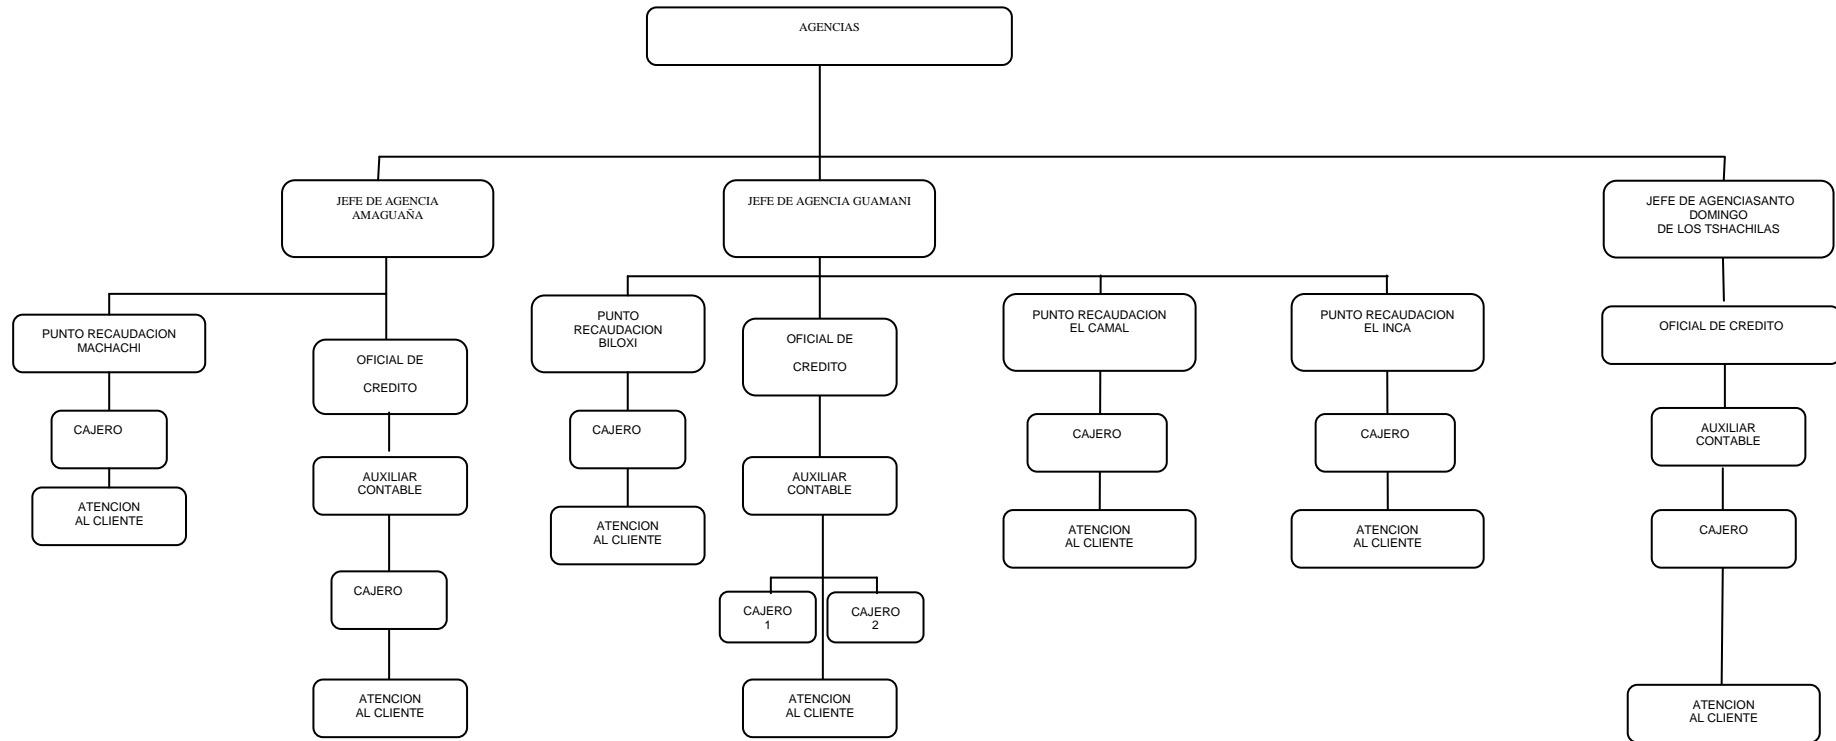 AGENCIAS
JEFE DE AGENCIA
AMAGUAÑA
JEFE DE AGENCIA GUAMANI
JEFE DE AGENCIASANTO
DOMINGO
DE LOS TSHACHILAS
PUNTO RECAUDACION
MACHACHI
OFICIAL DE
CREDITO
PUNTO
RECAUDACION
BILOXI
OFICIAL DE
CREDITO
PUNTO RECAUDACION
EL CAMAL
PUNTO RECAUDACION
EL INCA
OFICIAL DE CREDITO
CAJERO
AUXILIAR
CONTABLE
CAJERO
AUXILIAR
CONTABLE
CAJERO
CAJERO
AUXILIAR
CONTABLE
ATENCION
AL CLIENTE
CAJERO
ATENCION
AL CLIENTE
CAJERO
1
CAJERO
2
ATENCION
AL CLIENTE
ATENCION
AL CLIENTE
CAJERO
ATENCION
AL CLIENTE
ATENCION
AL CLIENTE
ATENCION
AL CLIENTE